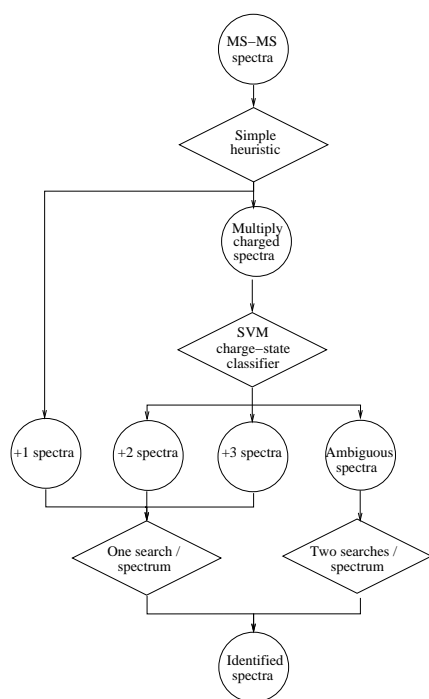 MS−MS
spectra
Simple
heuristic
Multiply
charged
spectra
SVM
charge−state
classifier
+1 spectra
+2 spectra
+3 spectra
Ambiguous
spectra
One search /
spectrum
Two searches /
spectrum
Identified
spectra